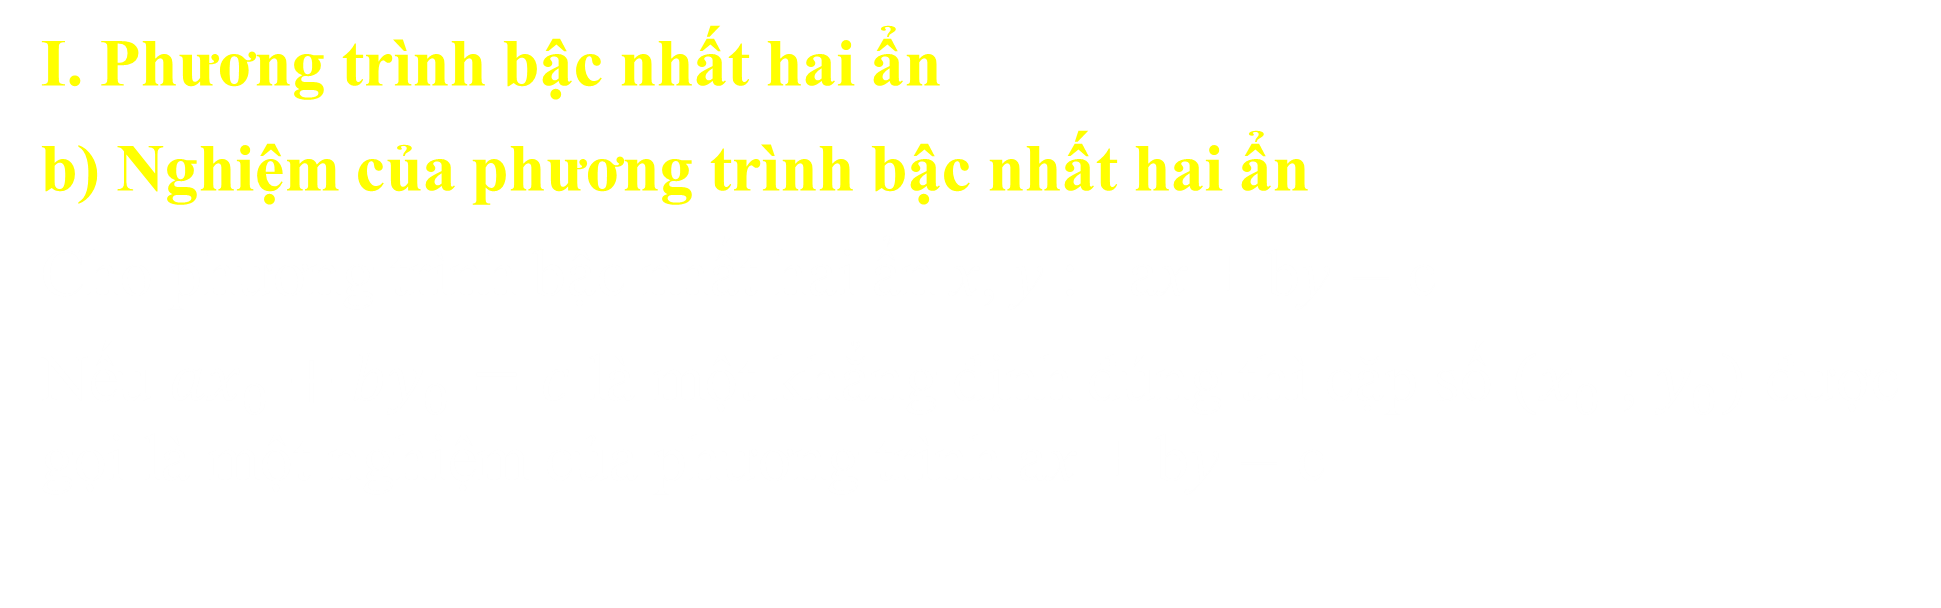 I. Phương trình bậc nhất hai ẩn
b) Nghiệm của phương trình bậc nhất hai ẩn